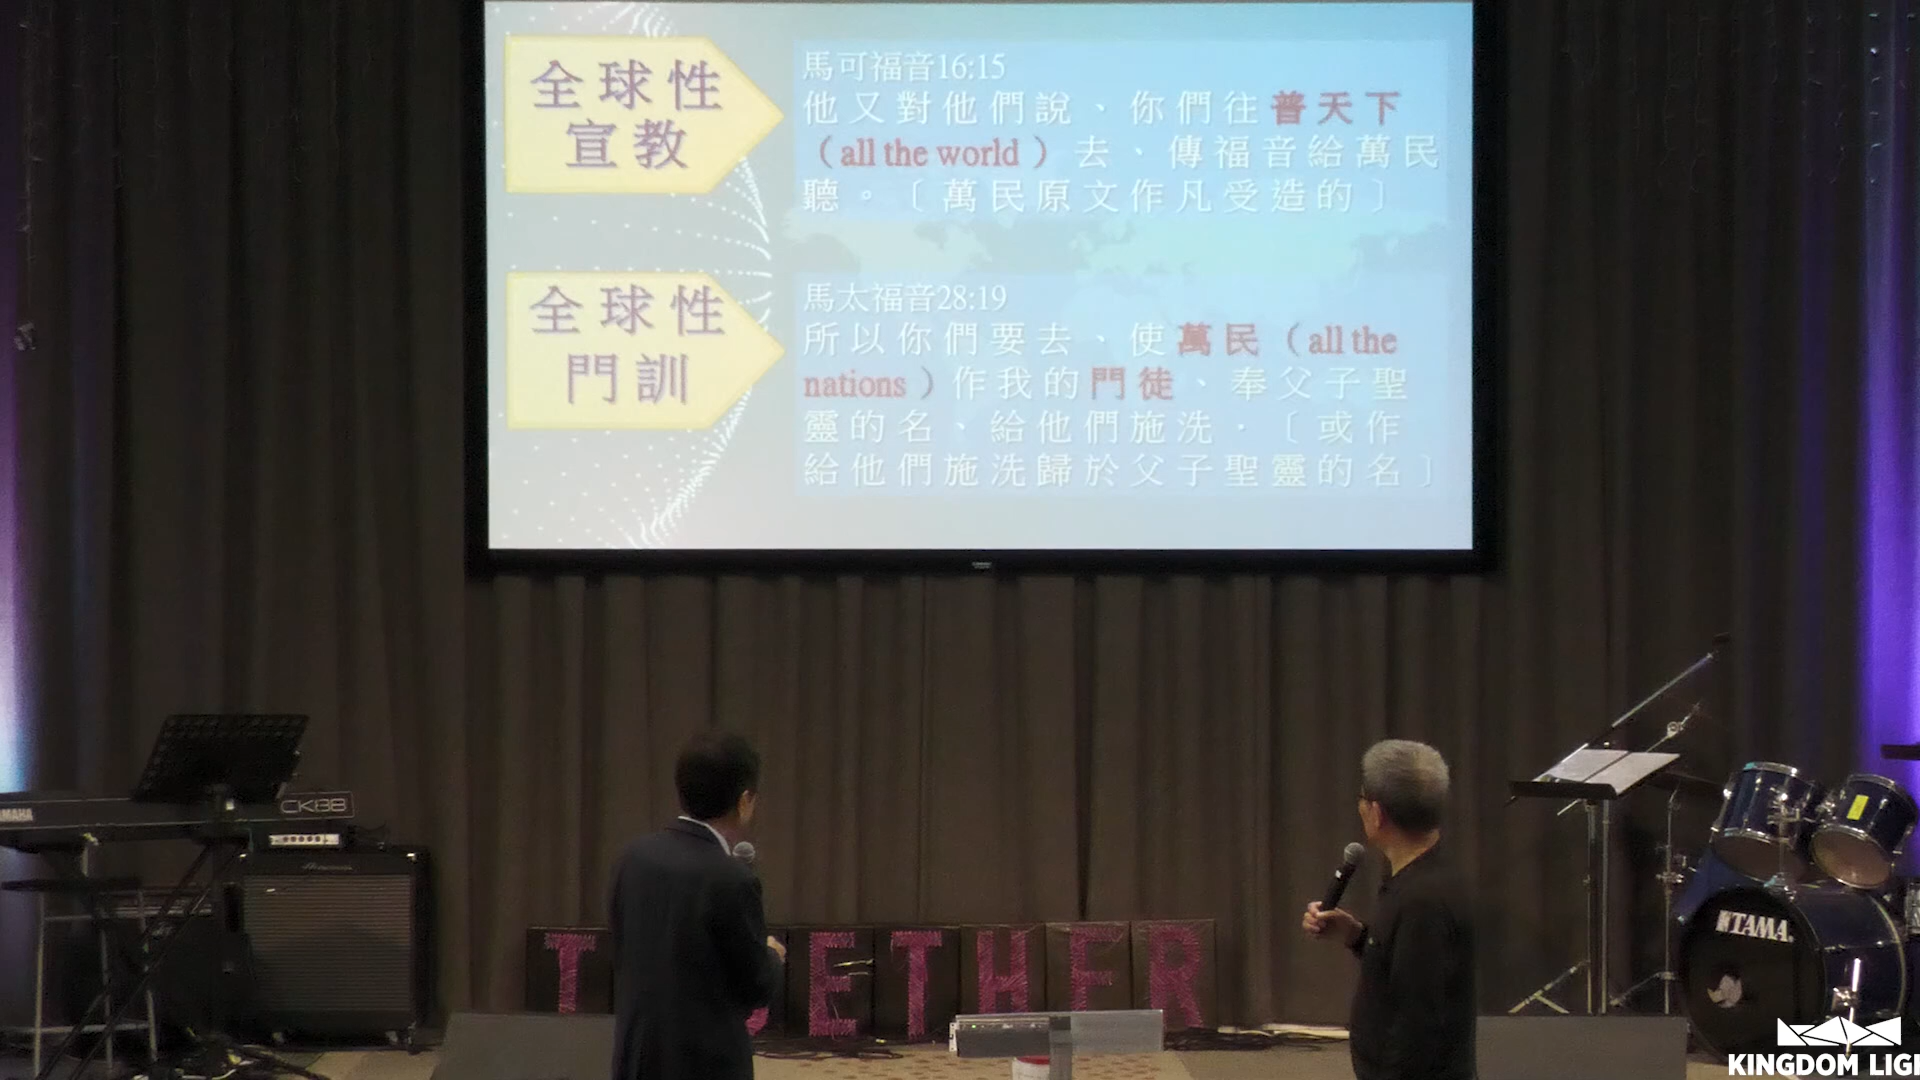 全球性
宣教
馬可福音16:15
他又對他們說、你們往普天下
（all the world）去、傳福音給萬民
聽。〔萬民原文作凡受造的〕
全球性
門訓
馬太福音28:19
所以你們要去、使萬民（all the
nations）作我的門徒、奉父子聖
靈的名、給他們施洗．〔或作
給他們施洗歸於父子聖靈的名〕
CK88
TAMA
KINGDOM LIG